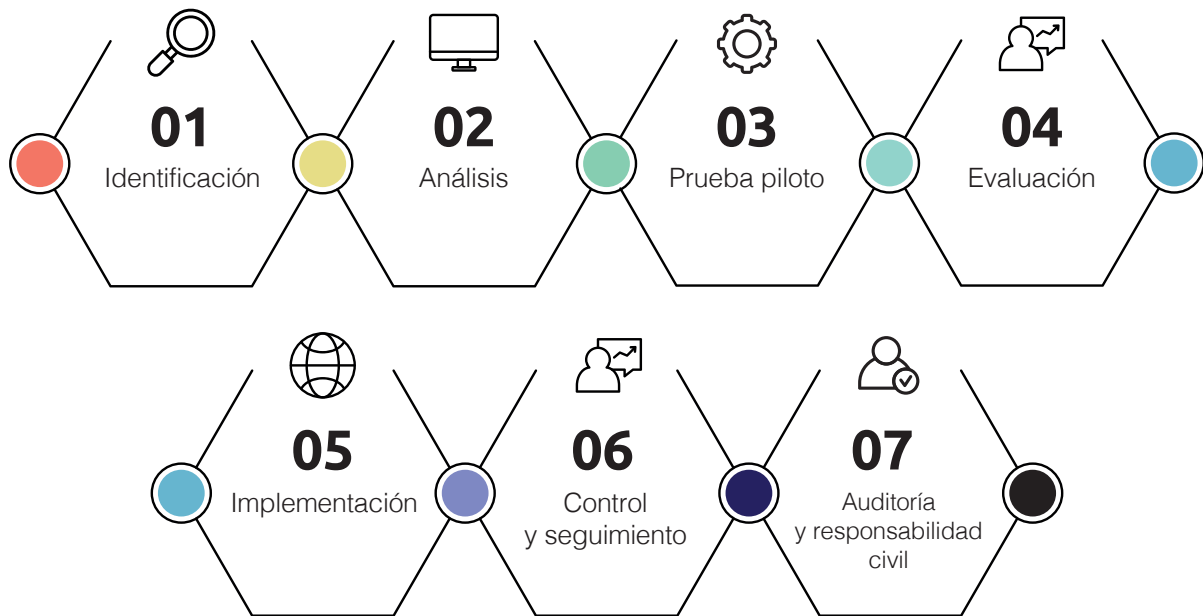 01
Identificación
02
Análisis
03
Prueba piloto
04
Evaluación
05
Implementación
06
Control
y seguimiento
07
Auditoría
y responsabilidad
civil